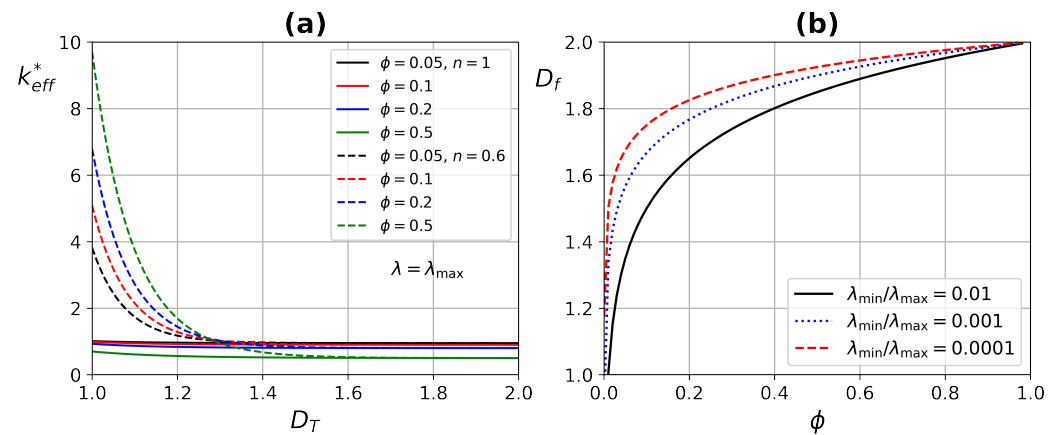 (a)
k*eff
10
8
6
4
2
0
ϕ = 0.05, n = 1
ϕ = 0.1
ϕ = 0.2
ϕ = 0.5
ϕ = 0.05, n = 0.6
ϕ = 0.1
ϕ = 0.2
ϕ = 0.5
λ = λmax
1.0 1.2 1.4 1.6 1.8 2.0
DT
(b)
Df
2.0
1.8
1.6
1.4
1.2
1.0
λmin/λmax = 0.01
λmin/λmax = 0.001
λmin/λmax = 0.0001
0.0 0.2 0.4 0.6 0.8 1.0
ϕ